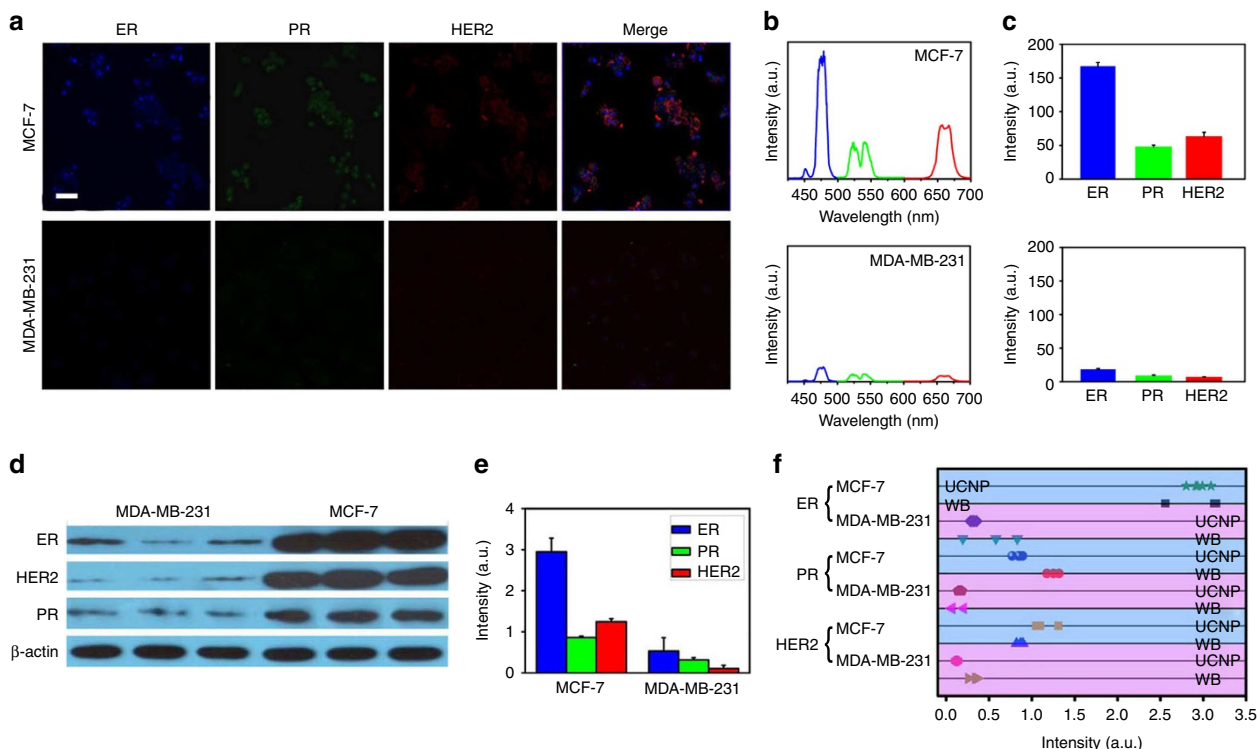 a
ER PR HER2 Merge
MCF-7
MDA-MB-231
b
MCF-7
Intensity (a.u.)
450 500 550 600 650 700
Wavelength (nm)
MDA-MB-231
Intensity (a.u.)
450 500 550 600 650 700
Wavelength (nm)
c
200
150
100
50
0
Intensity (a.u.)
ER PR HER2
200
150
100
50
0
Intensity (a.u.)
ER PR HER2
d
MDA-MB-231 MCF-7
ER
HER2
PR
β-actin
e
4
3
2
1
0
Intensity (a.u.)
ER
PR
HER2
MCF-7 MDA-MB-231
f
ER
MCF-7
MDA-MB-231
PR
MCF-7
MDA-MB-231
HER2
MCF-7
MDA-MB-231
UCNP
WB
UCNP
WB
UCNP
WB
UCNP
WB
UCNP
WB
UCNP
WB
0.0 0.5 1.0 1.5 2.0 2.5 3.0 3.5
Intensity (a.u.)